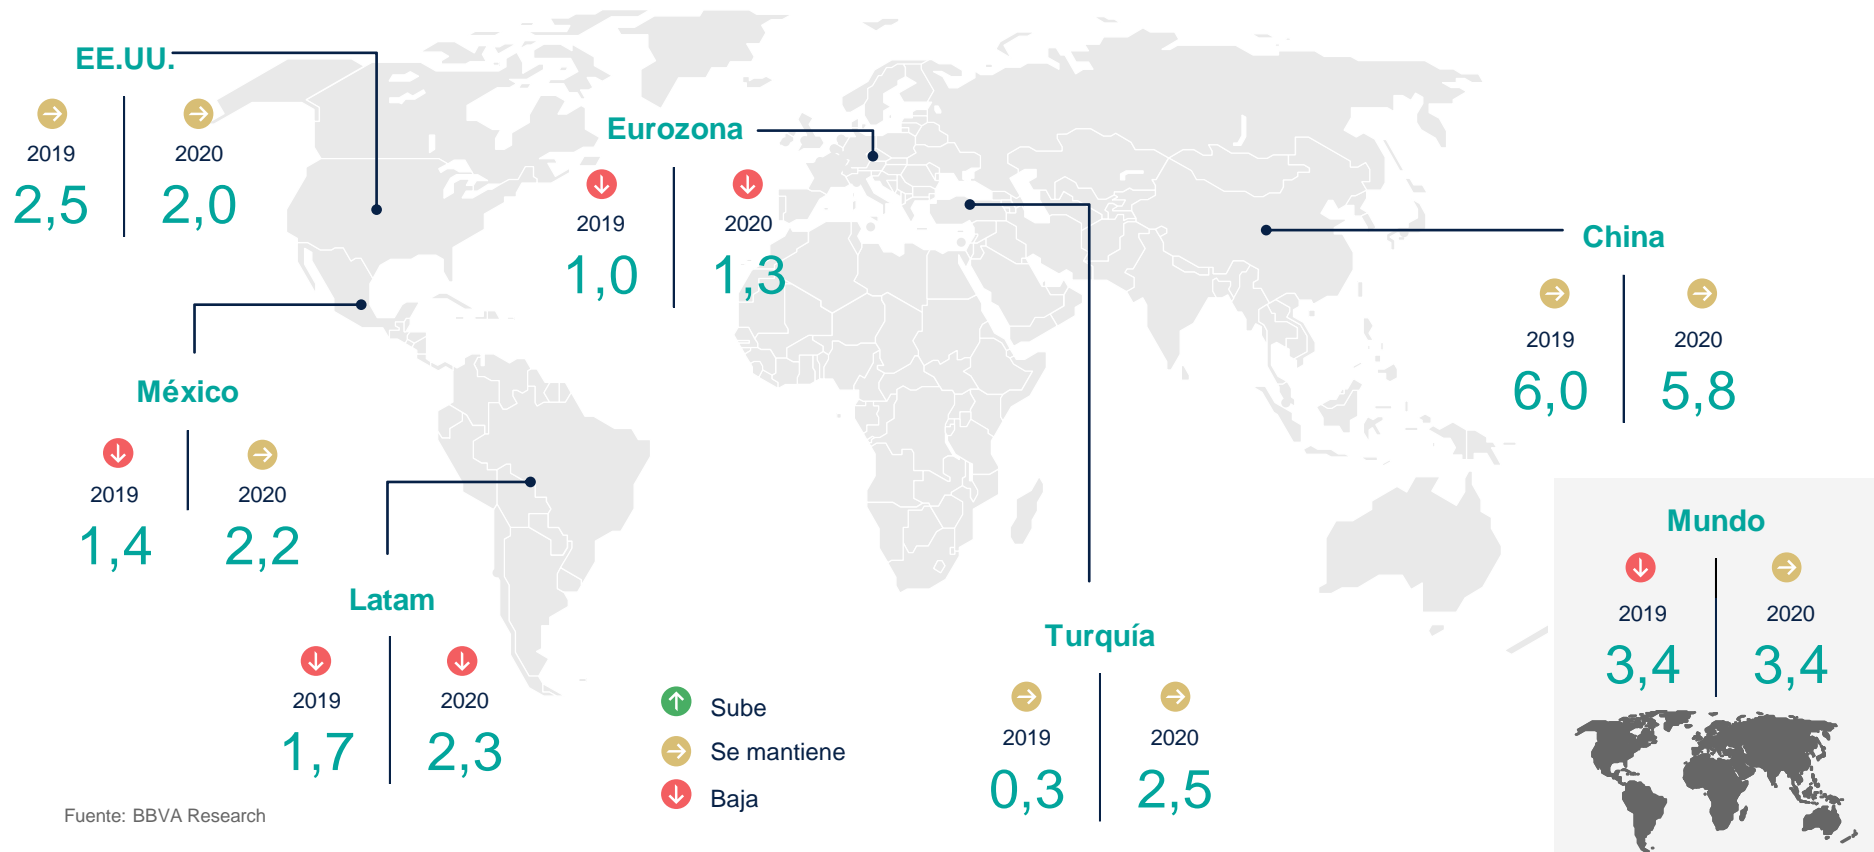 EE.UU.
2019 2020
2,5 2,0
Eurozona
2019 2020
1,0 1,3
China
2019 2020
6,0 5,8
México
2019 2020
1,4 2,2
Latam
2019 2020
1,7 2,3
Turquía
2019 2020
0,3 2,5
Mundo
2019 2020
3,4 3,4
Sube
Se mantiene
Baja
Fuente: BBVA Research